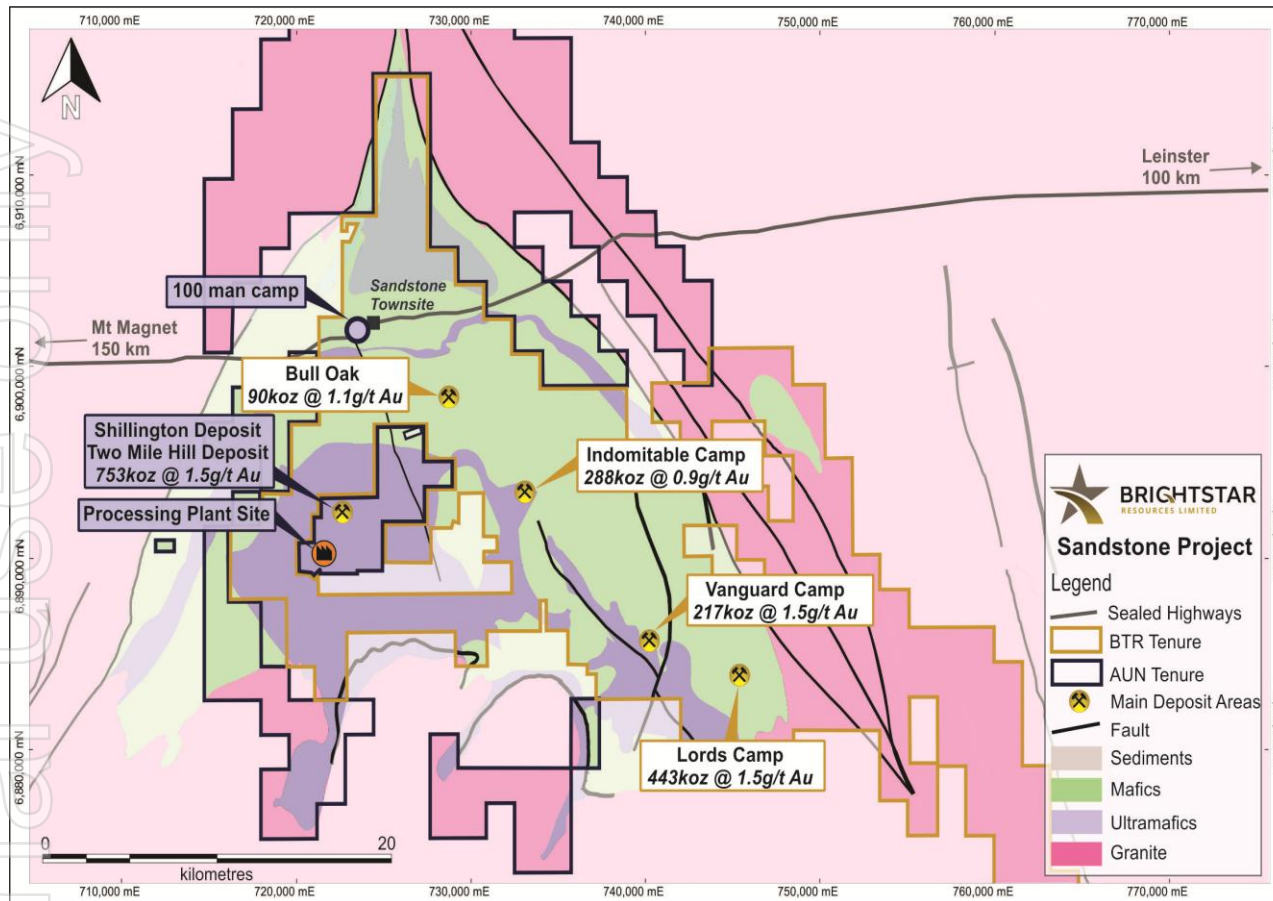 710,000 mE
720,000 mE
730,000 mE
740,000 mE
750,000 mE
760,000 mE
770,000 mE
N
6,910,000 mN
6,900,000 mN
6,890,000 mN
6,880,000 mN
Leinster
100 km
100 man camp
Sandstone
Townsite
Mt Magnet
150 km
Bull Oak
90koz @ 1.1g/t Au
Shillington Deposit
Two Mile Hill Deposit
753koz @ 1.5g/t Au
Processing Plant Site
Indomitable Camp
288koz @ 0.9g/t Au
Vanguard Camp
217koz @ 1.5g/t Au
Lords Camp
443koz @ 1.5g/t Au
BRIGHTSTAR
RESOURCES LIMITED
Sandstone Project
Legend
Sealed Highways
BTR Tenure
AUN Tenure
Main Deposit Areas
Fault
Sediments
Mafics
Ultramafics
Granite
0
20
kilometres
710,000 mE
720,000 mE
730,000 mE
740,000 mE
750,000 mE
760,000 mE
770,000 mE